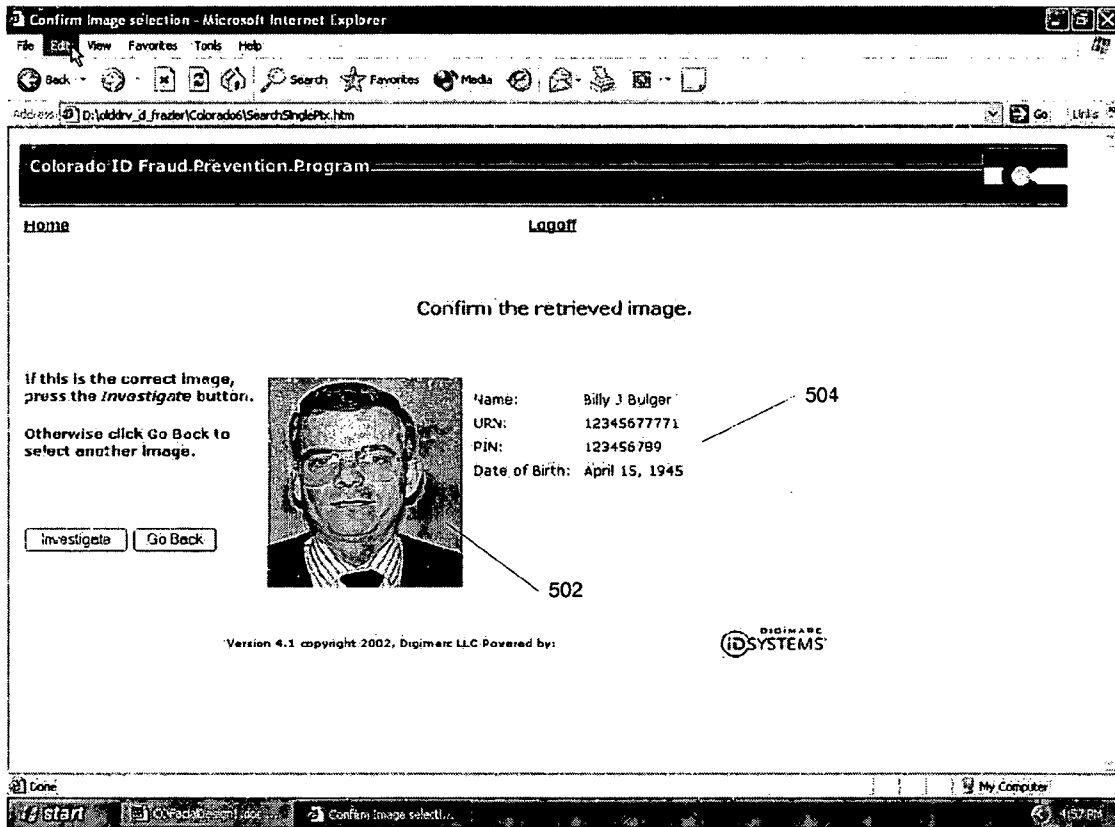 Confirm Image selection - Microsoft Internet Explorer
File Edit View Favorites Tools Help
Back Search Favorites Media
Address D:\olddrv_d_frazier\Colorado6\SearchSinglePix.htm Go Links
Colorado ID Fraud Prevention Program
Home Logoff
Confirm the retrieved image.
If this is the correct image,
press the Investigate button.
Otherwise click Go Back to
select another image.
Investigate Go Back
Name: Billy J Bulger
URN: 12345677771
PIN: 123456789
Date of Birth: April 15, 1945
504
502
Version 4.1 copyright 2002, Digimarc LLC Powered by:
DIGIMARC
IDSYSTEMS
Done My Computer
start Confirm Image selecti... 4:57 PM